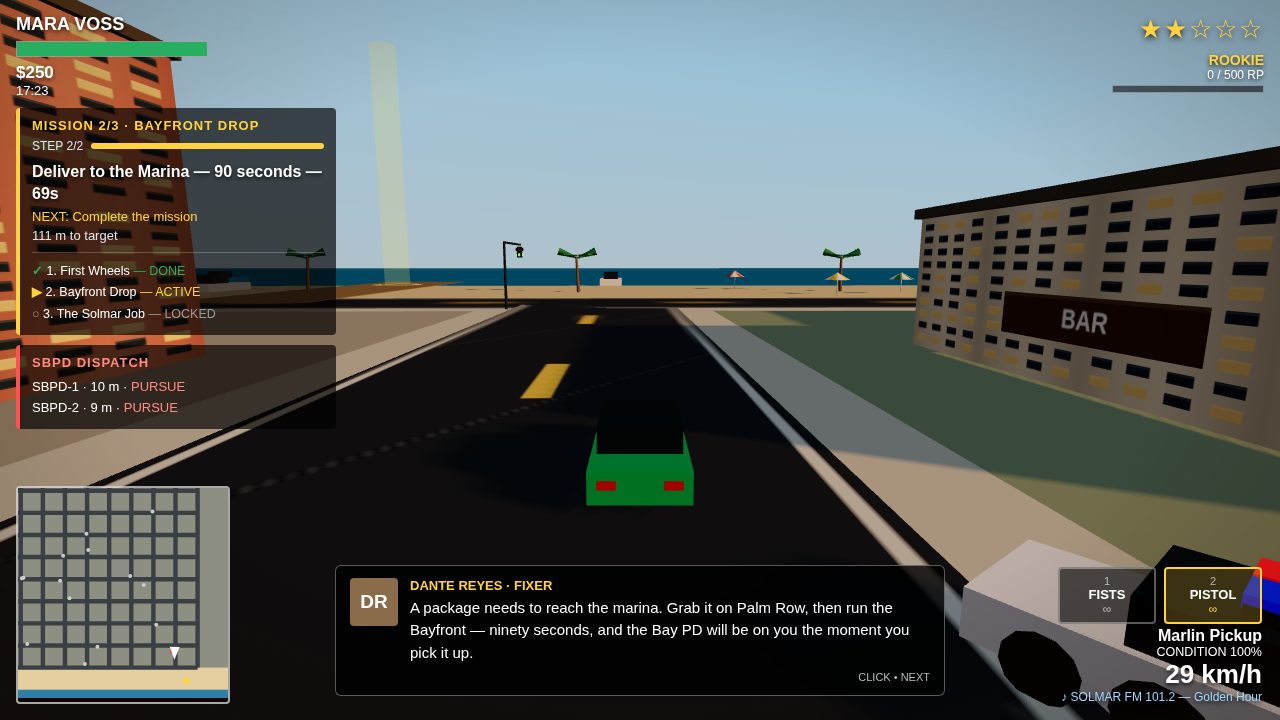 MARA VOSS
$250
17:23
★★☆☆☆
ROOKIE
0 / 500 RP
MISSION 2/3 · BAYFRONT DROP
STEP 2/2
Deliver to the Marina — 90 seconds —
69s
NEXT: Complete the mission
111 m to target
✓ 1. First Wheels — DONE
▶ 2. Bayfront Drop — ACTIVE
○ 3. The Solmar Job — LOCKED
SBPD DISPATCH
SBPD-1 · 10 m · PURSUE
SBPD-2 · 9 m · PURSUE
BAR
DR
DANTE REYES · FIXER
A package needs to reach the marina. Grab it on Palm Row, then run the
Bayfront — ninety seconds, and the Bay PD will be on you the moment you
pick it up.
CLICK • NEXT
1
FISTS
∞
2
PISTOL
∞
Marlin Pickup
CONDITION 100%
29 km/h
♪ SOLMAR FM 101.2 — Golden Hour